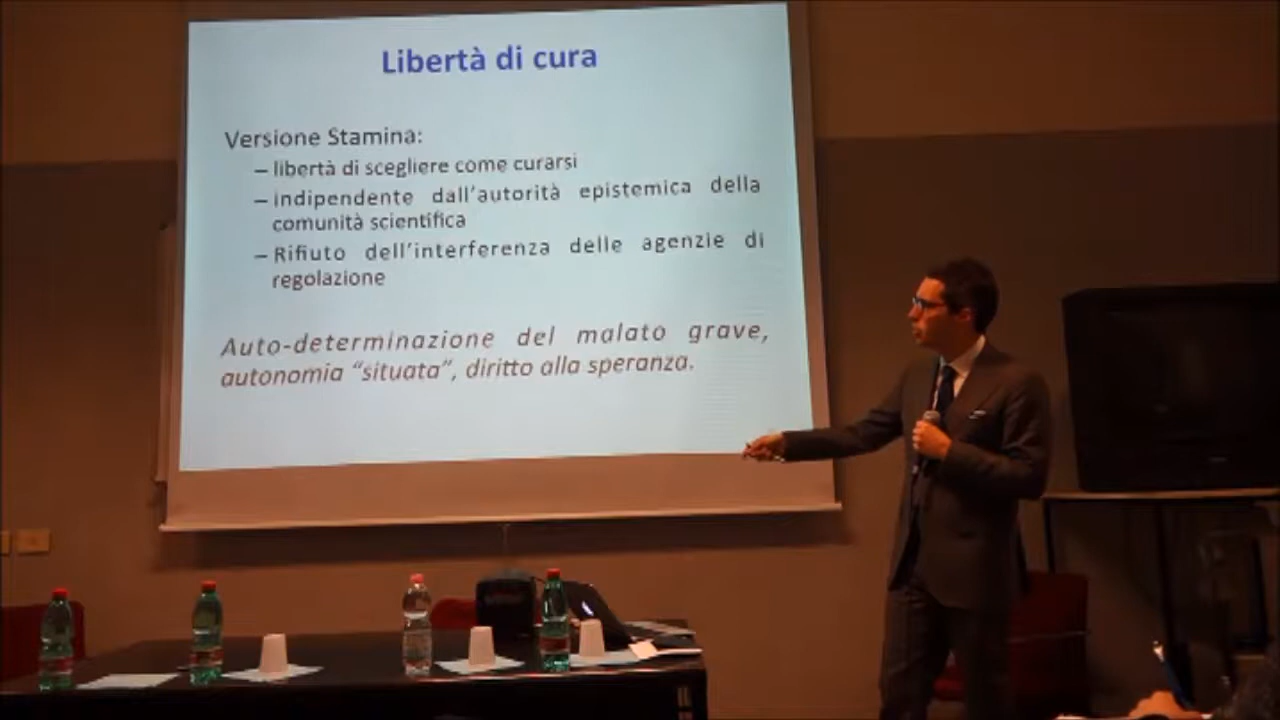 Libertà di cura
Versione Stamina:
– libertà di scegliere come curarsi
– indipendente dall'autorità epistemica della
comunità scientifica
– Rifiuto dell'interferenza delle agenzie di
regolazione
Auto-determinazione del malato grave,
autonomia "situata", diritto alla speranza.